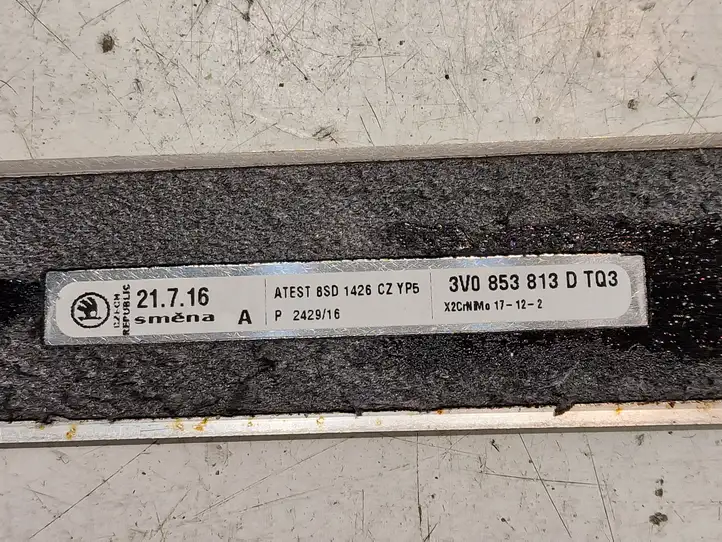 CZECH REPUBLIC
21.7.16
směna A
ATEST 8SD 1426 CZ YP5
P 2429/16
3V0 853 813 D TQ3
X2CrNiMo 17-12-2